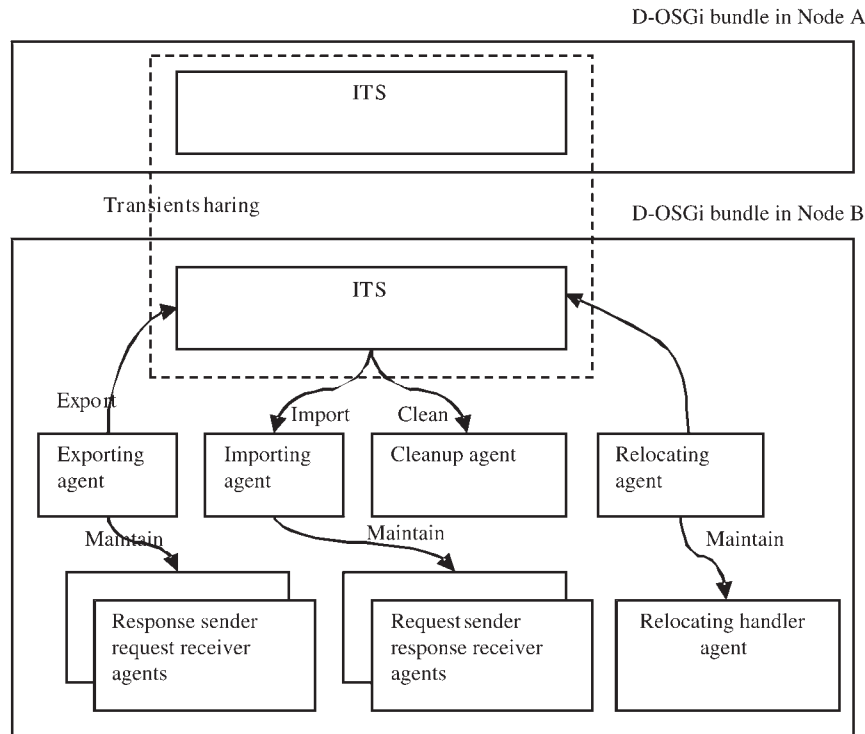 D-OSGi bundle in Node A
ITS
Transients haring
D-OSGi bundle in Node B
ITS
Export
Import
Clean
Exporting
agent
Importing
agent
Cleanup agent
Relocating
agent
Maintain
Maintain
Maintain
Response sender
request receiver
agents
Request sender
response receiver
agents
Relocating handler
agent